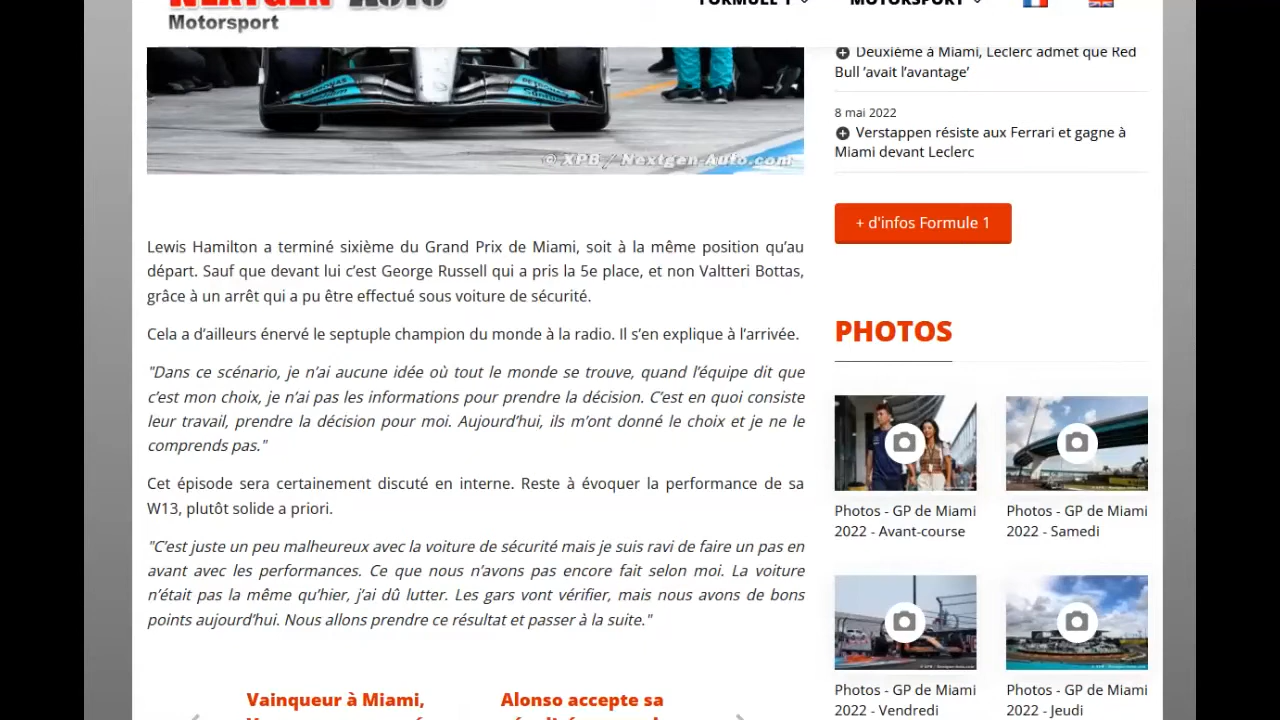 NEXTGEN Auto
Motorsport
FORMULE 1
MOTORSPORT
PETRONAS
© XPB / Nextgen-Auto.com
Deuxième à Miami, Leclerc admet que Red
Bull ‘avait l’avantage’
8 mai 2022
Verstappen résiste aux Ferrari et gagne à
Miami devant Leclerc
+ d'infos Formule 1
Lewis Hamilton a terminé sixième du Grand Prix de Miami, soit à la même position qu’au
départ. Sauf que devant lui c’est George Russell qui a pris la 5e place, et non Valtteri Bottas,
grâce à un arrêt qui a pu être effectué sous voiture de sécurité.
Cela a d’ailleurs énervé le septuple champion du monde à la radio. Il s’en explique à l’arrivée.
"Dans ce scénario, je n’ai aucune idée où tout le monde se trouve, quand l’équipe dit que
c’est mon choix, je n’ai pas les informations pour prendre la décision. C’est en quoi consiste
leur travail, prendre la décision pour moi. Aujourd’hui, ils m’ont donné le choix et je ne le
comprends pas."
Cet épisode sera certainement discuté en interne. Reste à évoquer la performance de sa
W13, plutôt solide a priori.
"C’est juste un peu malheureux avec la voiture de sécurité mais je suis ravi de faire un pas en
avant avec les performances. Ce que nous n’avons pas encore fait selon moi. La voiture
n’était pas la même qu’hier, j’ai dû lutter. Les gars vont vérifier, mais nous avons de bons
points aujourd’hui. Nous allons prendre ce résultat et passer à la suite."
Vainqueur à Miami,
Alonso accepte sa
PHOTOS
Photos - GP de Miami
2022 - Avant-course
Photos - GP de Miami
2022 - Samedi
Photos - GP de Miami
2022 - Vendredi
Photos - GP de Miami
2022 - Jeudi